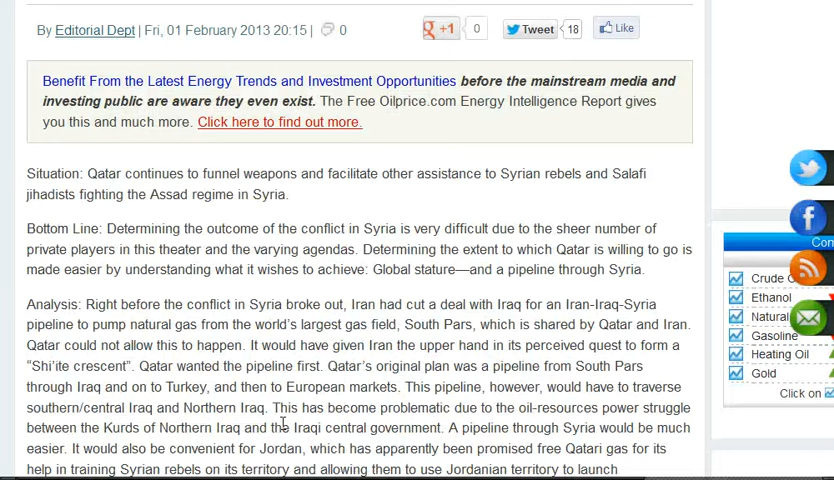 By Editorial Dept | Fri, 01 February 2013 20:15 | 0
+1 0 Tweet 18 Like
Benefit From the Latest Energy Trends and Investment Opportunities before the mainstream media and
investing public are aware they even exist. The Free Oilprice.com Energy Intelligence Report gives
you this and much more. Click here to find out more.
Situation: Qatar continues to funnel weapons and facilitate other assistance to Syrian rebels and Salafi
jihadists fighting the Assad regime in Syria.
Bottom Line: Determining the outcome of the conflict in Syria is very difficult due to the sheer number of
private players in this theater and the varying agendas. Determining the extent to which Qatar is willing to go is
made easier by understanding what it wishes to achieve: Global stature—and a pipeline through Syria.
Analysis: Right before the conflict in Syria broke out, Iran had cut a deal with Iraq for an Iran-Iraq-Syria
pipeline to pump natural gas from the world's largest gas field, South Pars, which is shared by Qatar and Iran.
Qatar could not allow this to happen. It would have given Iran the upper hand in its perceived quest to form a
“Shi'ite crescent”. Qatar wanted the pipeline first. Qatar's original plan was a pipeline from South Pars
through Iraq and on to Turkey, and then to European markets. This pipeline, however, would have to traverse
southern/central Iraq and Northern Iraq. This has become problematic due to the oil-resources power struggle
between the Kurds of Northern Iraq and the Iraqi central government. A pipeline through Syria would be much
easier. It would also be convenient for Jordan, which has apparently been promised free Qatari gas for its
help in training Syrian rebels on its territory and allowing them to use Jordanian territory to launch
Com
Crude O
Ethanol
Natura
Gasoline
Heating Oil
Gold
Click on